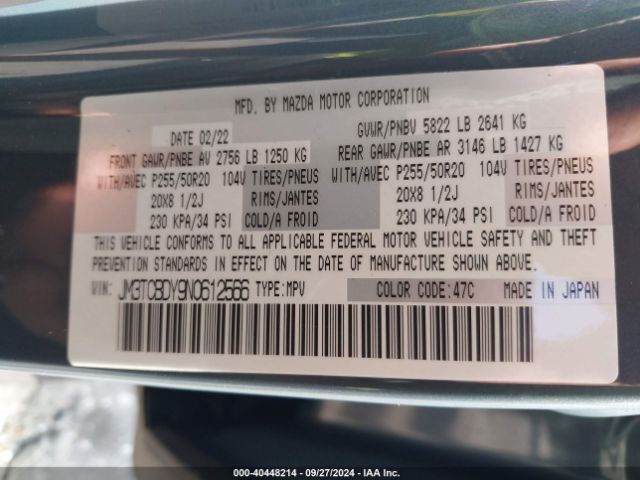 MFD. BY MAZDA MOTOR CORPORATION
DATE 02/22 GVWR/PNBV 5822 LB 2641 KG
FRONT GAWR/PNBE AV 2756 LB 1250 KG REAR GAWR/PNBE AR 3146 LB 1427 KG
WITH/AVEC P255/50R20 104V TIRES/PNEUS WITH/AVEC P255/50R20 104V TIRES/PNEUS
20X8 1/2J RIMS/JANTES 20X8 1/2J RIMS/JANTES
230 KPA/34 PSI COLD/A FROID 230 KPA/34 PSI COLD/A FROID
THIS VEHICLE CONFORMS TO ALL APPLICABLE FEDERAL MOTOR VEHICLE SAFETY AND THEFT
PREVENTION STANDARDS IN EFFECT ON THE DATE OF MANUFACTURE SHOWN ABOVE.
VIN: JM3TCBDY9N0612566 TYPE:MPV COLOR CODE:47C MADE IN JAPAN
000-40448214 - 09/27/2024 - IAA Inc.